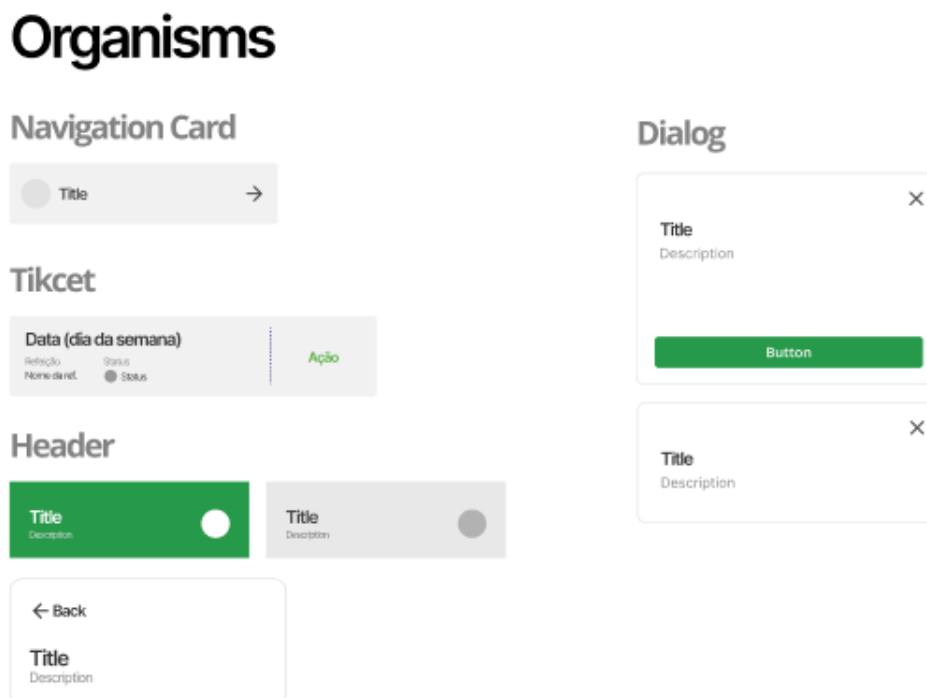 Organisms
Navigation Card
Title
Tikcet
Data (dia da semana)
Refeição Status
Nome da ref. Status
Ação
Header
Title
Description
Title
Description
Back
Title
Description
Dialog
Title
Description
Button
Title
Description